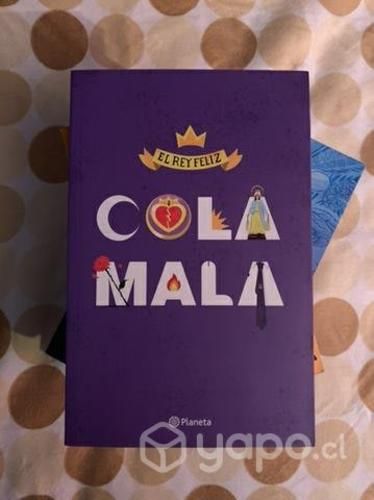 EL REY FELIZ
COLA
MALA
Planeta
yapo.cl